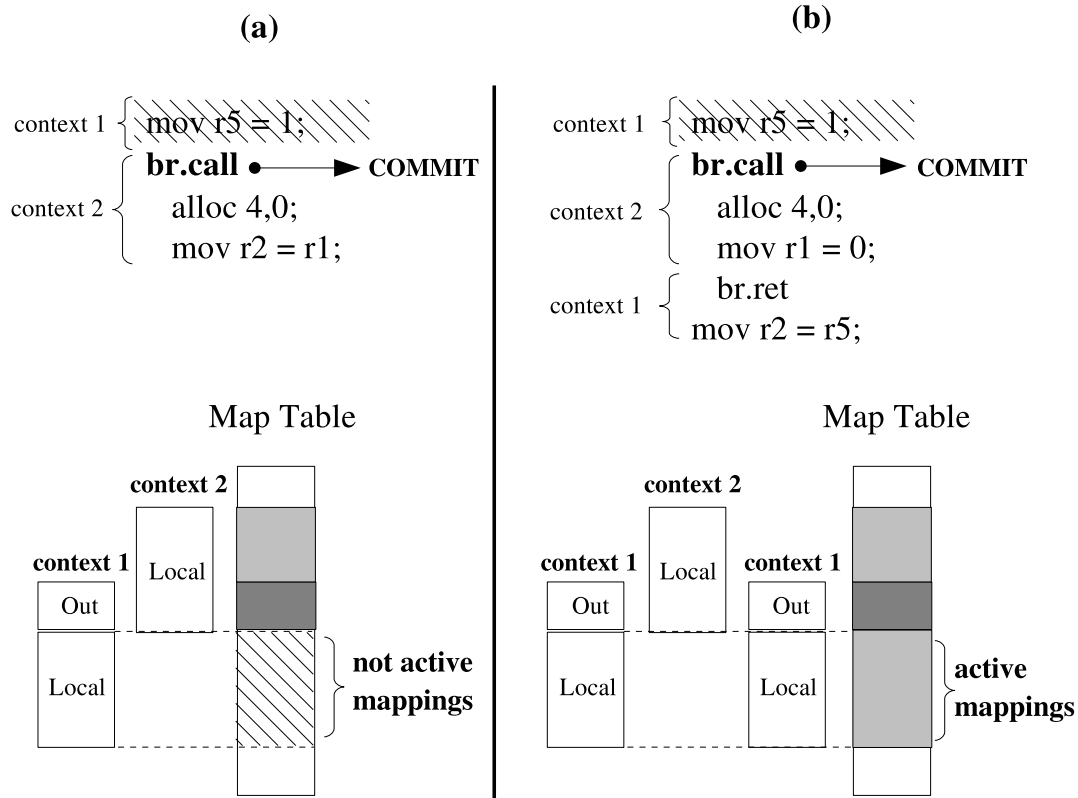 (a)
context 1
mov r5 = 1;
br.call
COMMIT
context 2
alloc 4,0;
mov r2 = r1;
Map Table
context 2
context 1
Local
Out
Local
not active
mappings
(b)
context 1
mov r5 = 1;
br.call
COMMIT
context 2
alloc 4,0;
mov r1 = 0;
context 1
br.ret
mov r2 = r5;
Map Table
context 2
context 1
context 1
Local
Out
Out
Local
Local
active
mappings